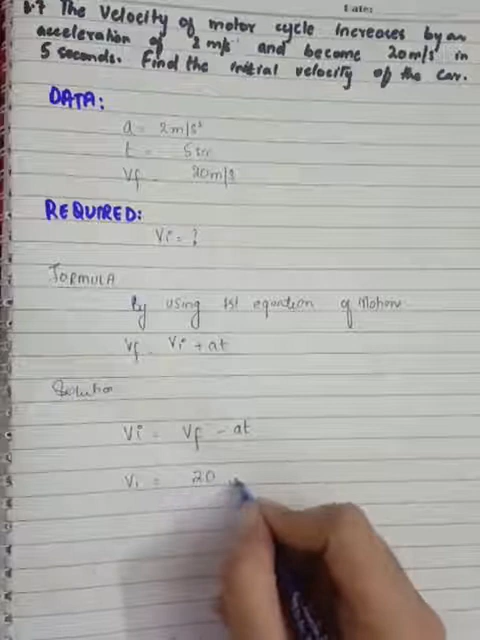 Date:
The Velocity of motor cycle increases by an
acceleration of 2 m/s² and become 20m/s in
5 seconds. Find the initial velocity of the car.
DATA:
a = 2m/s²
t = 5sec
Vf = 20m/s
REQUIRED:
Vi = ?
FORMULA
By using 1st equation of Motion
Vf = Vi + at
Solution
Vi = Vf - at
Vi = 20